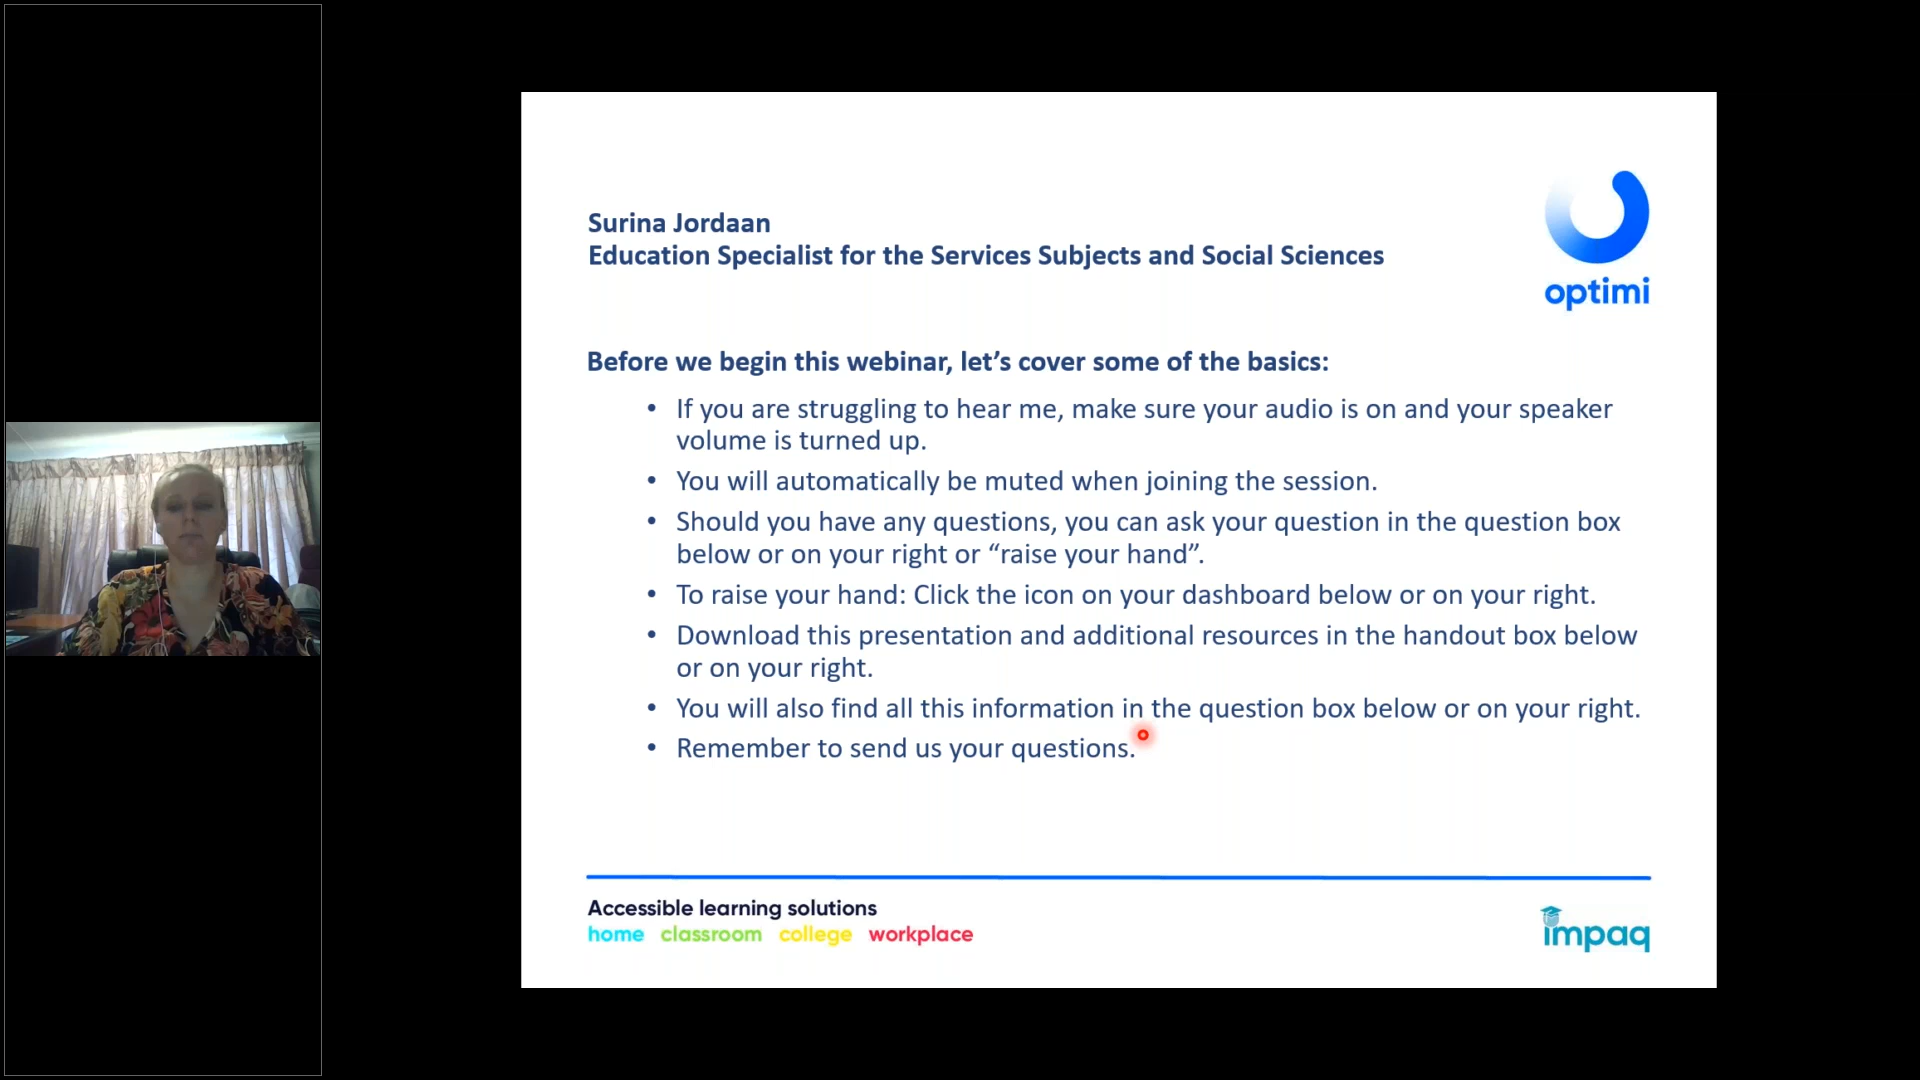 Surina Jordaan
Education Specialist for the Services Subjects and Social Sciences
optimi
Before we begin this webinar, let’s cover some of the basics:
• If you are struggling to hear me, make sure your audio is on and your speaker
volume is turned up.
• You will automatically be muted when joining the session.
• Should you have any questions, you can ask your question in the question box
below or on your right or “raise your hand”.
• To raise your hand: Click the icon on your dashboard below or on your right.
• Download this presentation and additional resources in the handout box below
or on your right.
• You will also find all this information in the question box below or on your right.
• Remember to send us your questions.
Accessible learning solutions
home classroom college workplace
impaq